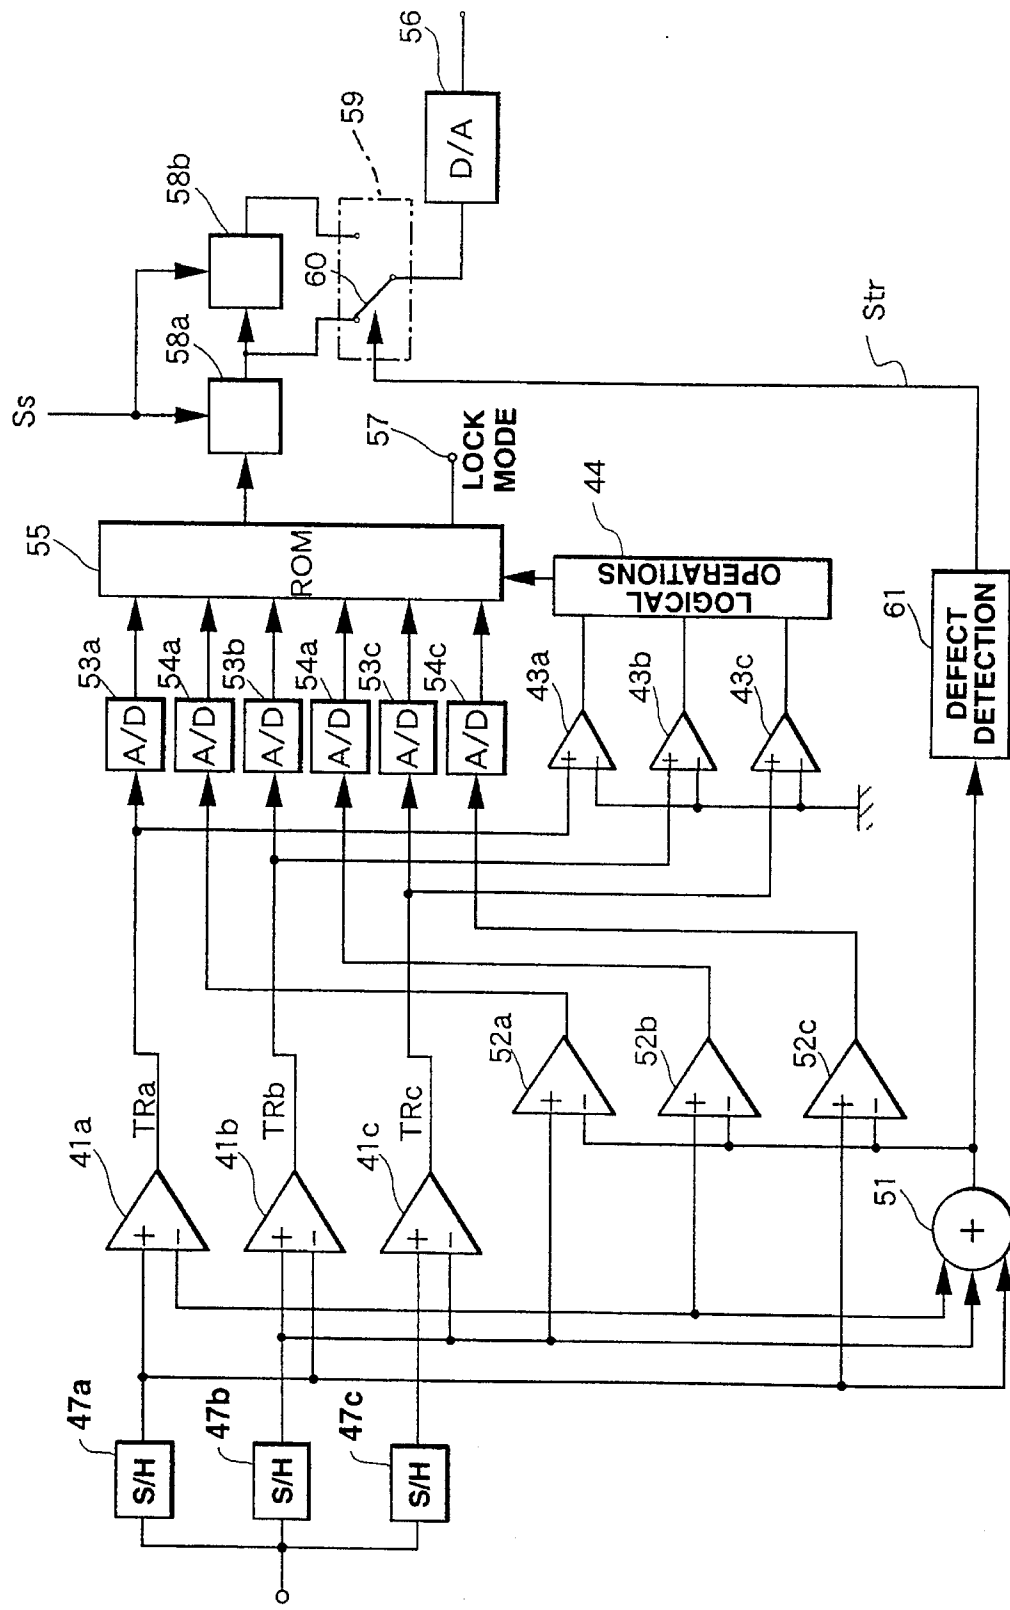 47a
S/H
47b
S/H
47c
S/H
41a
+
−
TRa
41b
+
−
TRb
41c
+
−
TRc
51
+
52a
+
−
52b
+
−
52c
+
−
53a
A/D
54a
A/D
53b
A/D
54a
A/D
53c
A/D
54c
A/D
43a
+
−
43b
+
−
43c
+
−
55
ROM
44
LOGICAL
OPERATIONS
57
LOCK
MODE
61
DEFECT
DETECTION
Str
Ss
58a
58b
60
59
D/A
56